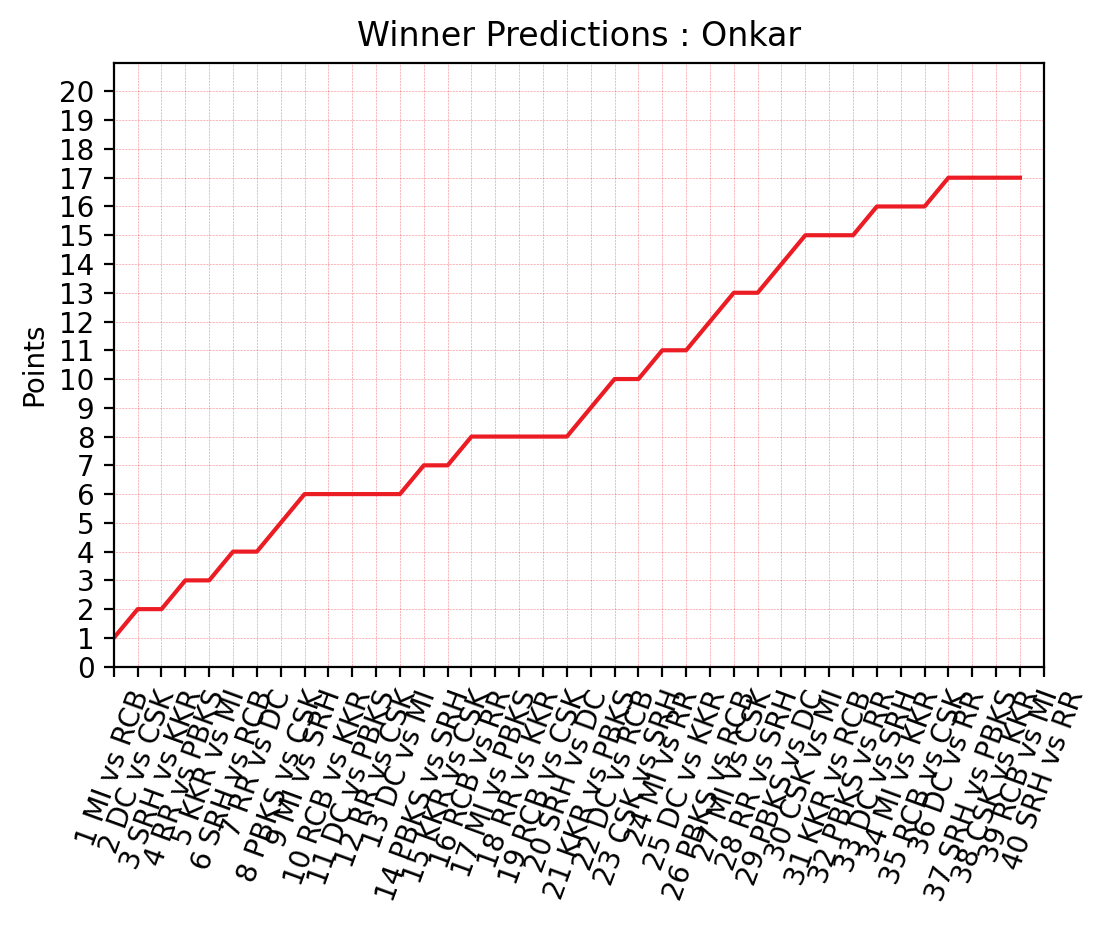 Winner Predictions : Onkar
Points
20
19
18
17
16
15
14
13
12
11
10
9
8
7
6
5
4
3
2
1
0
1 MI vs RCB
2 DC vs CSK
3 SRH vs KKR
4 RR vs PBKS
5 KKR vs MI
6 SRH vs RCB
7 RR vs DC
8 PBKS vs CSK
9 MI vs SRH
10 RCB vs KKR
11 DC vs PBKS
12 RR vs CSK
13 DC vs MI
14 PBKS vs SRH
15 KKR vs CSK
16 RCB vs RR
17 MI vs PBKS
18 RR vs KKR
19 RCB vs CSK
20 SRH vs DC
21 KKR vs PBKS
22 DC vs RCB
23 CSK vs SRH
24 MI vs RR
25 DC vs KKR
26 PBKS vs RCB
27 MI vs CSK
28 RR vs SRH
29 PBKS vs DC
30 CSK vs MI
31 KKR vs RCB
32 PBKS vs RR
33 DC vs SRH
34 MI vs KKR
35 RCB vs CSK
36 DC vs RR
37 SRH vs PBKS
38 CSK vs KKR
39 RCB vs MI
40 SRH vs RR